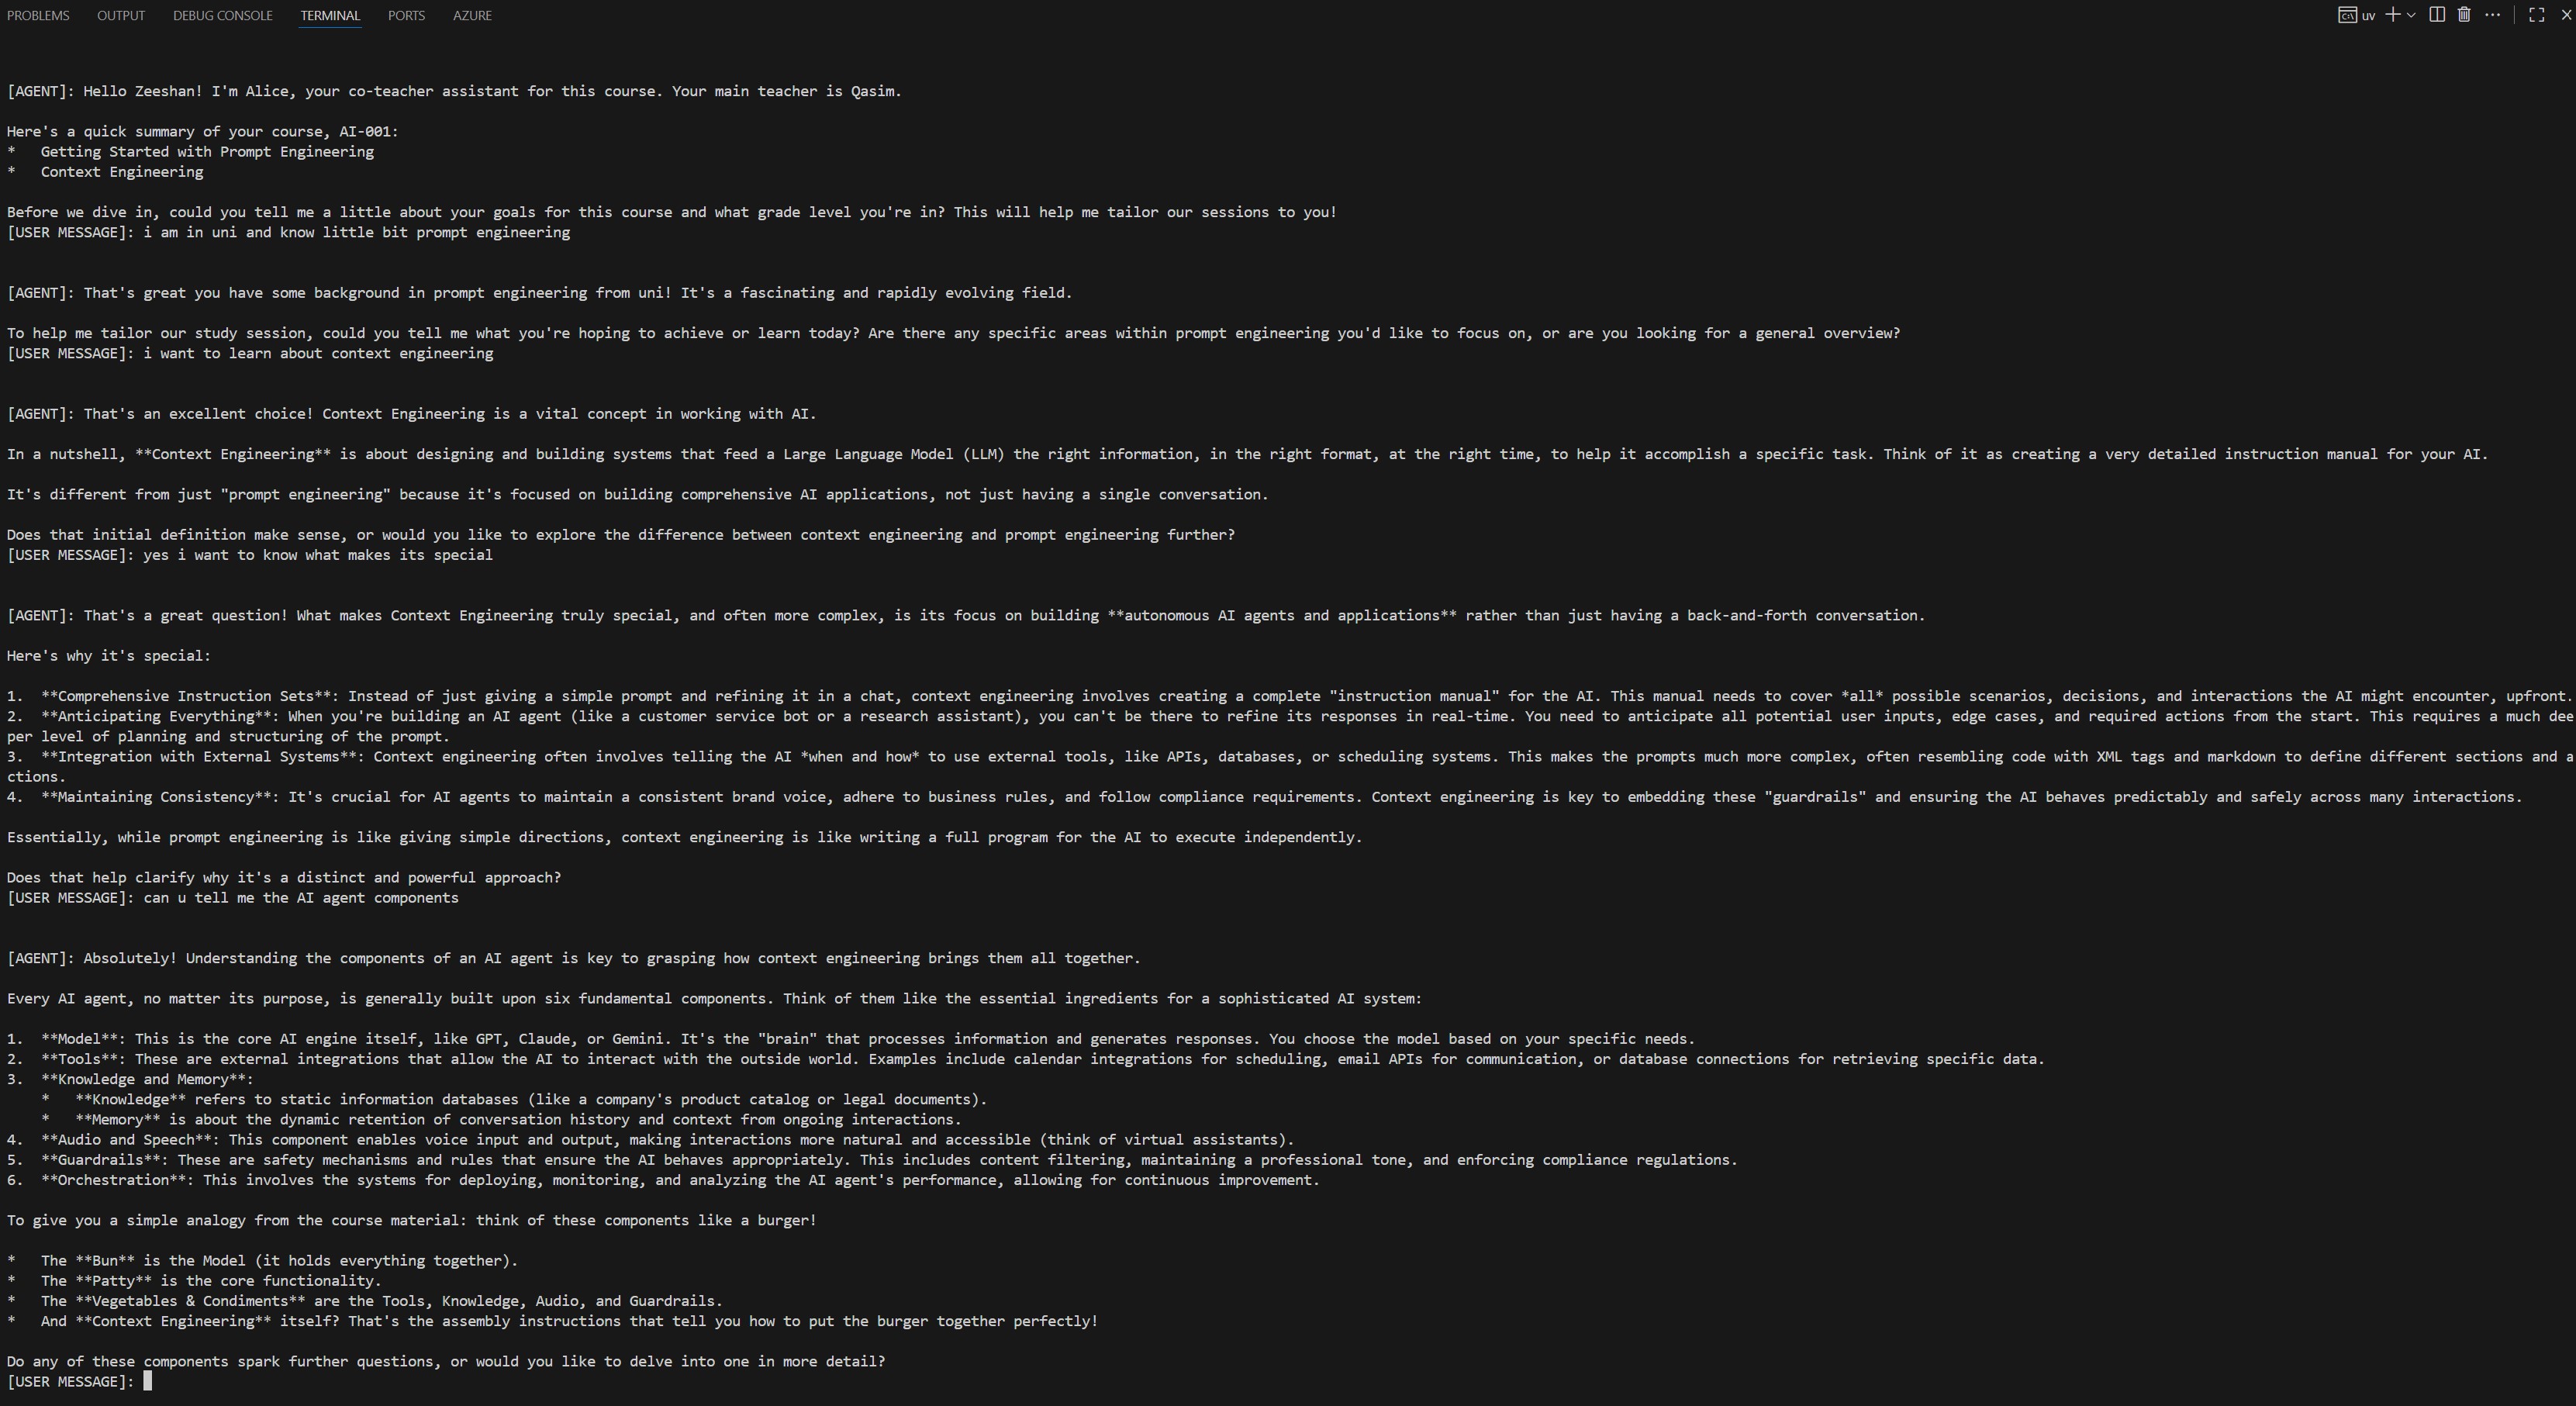 PROBLEMS OUTPUT DEBUG CONSOLE TERMINAL PORTS AZURE uv
[AGENT]: Hello Zeeshan! I'm Alice, your co-teacher assistant for this course. Your main teacher is Qasim.
Here's a quick summary of your course, AI-001:
*   Getting Started with Prompt Engineering
*   Context Engineering
Before we dive in, could you tell me a little about your goals for this course and what grade level you're in? This will help me tailor our sessions to you!
[USER MESSAGE]: i am in uni and know little bit prompt engineering
[AGENT]: That's great you have some background in prompt engineering from uni! It's a fascinating and rapidly evolving field.
To help me tailor our study session, could you tell me what you're hoping to achieve or learn today? Are there any specific areas within prompt engineering you'd like to focus on, or are you looking for a general overview?
[USER MESSAGE]: i want to learn about context engineering
[AGENT]: That's an excellent choice! Context Engineering is a vital concept in working with AI.
In a nutshell, **Context Engineering** is about designing and building systems that feed a Large Language Model (LLM) the right information, in the right format, at the right time, to help it accomplish a specific task. Think of it as creating a very detailed instruction manual for your AI.
It's different from just "prompt engineering" because it's focused on building comprehensive AI applications, not just having a single conversation.
Does that initial definition make sense, or would you like to explore the difference between context engineering and prompt engineering further?
[USER MESSAGE]: yes i want to know what makes its special
[AGENT]: That's a great question! What makes Context Engineering truly special, and often more complex, is its focus on building **autonomous AI agents and applications** rather than just having a back-and-forth conversation.
Here's why it's special:
1.  **Comprehensive Instruction Sets**: Instead of just giving a simple prompt and refining it in a chat, context engineering involves creating a complete "instruction manual" for the AI. This manual needs to cover *all* possible scenarios, decisions, and interactions the AI might encounter, upfront.
2.  **Anticipating Everything**: When you're building an AI agent (like a customer service bot or a research assistant), you can't be there to refine its responses in real-time. You need to anticipate all potential user inputs, edge cases, and required actions from the start. This requires a much dee
per level of planning and structuring of the prompt.
3.  **Integration with External Systems**: Context engineering often involves telling the AI *when and how* to use external tools, like APIs, databases, or scheduling systems. This makes the prompts much more complex, often resembling code with XML tags and markdown to define different sections and a
ctions.
4.  **Maintaining Consistency**: It's crucial for AI agents to maintain a consistent brand voice, adhere to business rules, and follow compliance requirements. Context engineering is key to embedding these "guardrails" and ensuring the AI behaves predictably and safely across many interactions.
Essentially, while prompt engineering is like giving simple directions, context engineering is like writing a full program for the AI to execute independently.
Does that help clarify why it's a distinct and powerful approach?
[USER MESSAGE]: can u tell me the AI agent components
[AGENT]: Absolutely! Understanding the components of an AI agent is key to grasping how context engineering brings them all together.
Every AI agent, no matter its purpose, is generally built upon six fundamental components. Think of them like the essential ingredients for a sophisticated AI system:
1.  **Model**: This is the core AI engine itself, like GPT, Claude, or Gemini. It's the "brain" that processes information and generates responses. You choose the model based on your specific needs.
2.  **Tools**: These are external integrations that allow the AI to interact with the outside world. Examples include calendar integrations for scheduling, email APIs for communication, or database connections for retrieving specific data.
3.  **Knowledge and Memory**:
    *   **Knowledge** refers to static information databases (like a company's product catalog or legal documents).
    *   **Memory** is about the dynamic retention of conversation history and context from ongoing interactions.
4.  **Audio and Speech**: This component enables voice input and output, making interactions more natural and accessible (think of virtual assistants).
5.  **Guardrails**: These are safety mechanisms and rules that ensure the AI behaves appropriately. This includes content filtering, maintaining a professional tone, and enforcing compliance regulations.
6.  **Orchestration**: This involves the systems for deploying, monitoring, and analyzing the AI agent's performance, allowing for continuous improvement.
To give you a simple analogy from the course material: think of these components like a burger!
*   The **Bun** is the Model (it holds everything together).
*   The **Patty** is the core functionality.
*   The **Vegetables & Condiments** are the Tools, Knowledge, Audio, and Guardrails.
*   And **Context Engineering** itself? That's the assembly instructions that tell you how to put the burger together perfectly!
Do any of these components spark further questions, or would you like to delve into one in more detail?
[USER MESSAGE]: